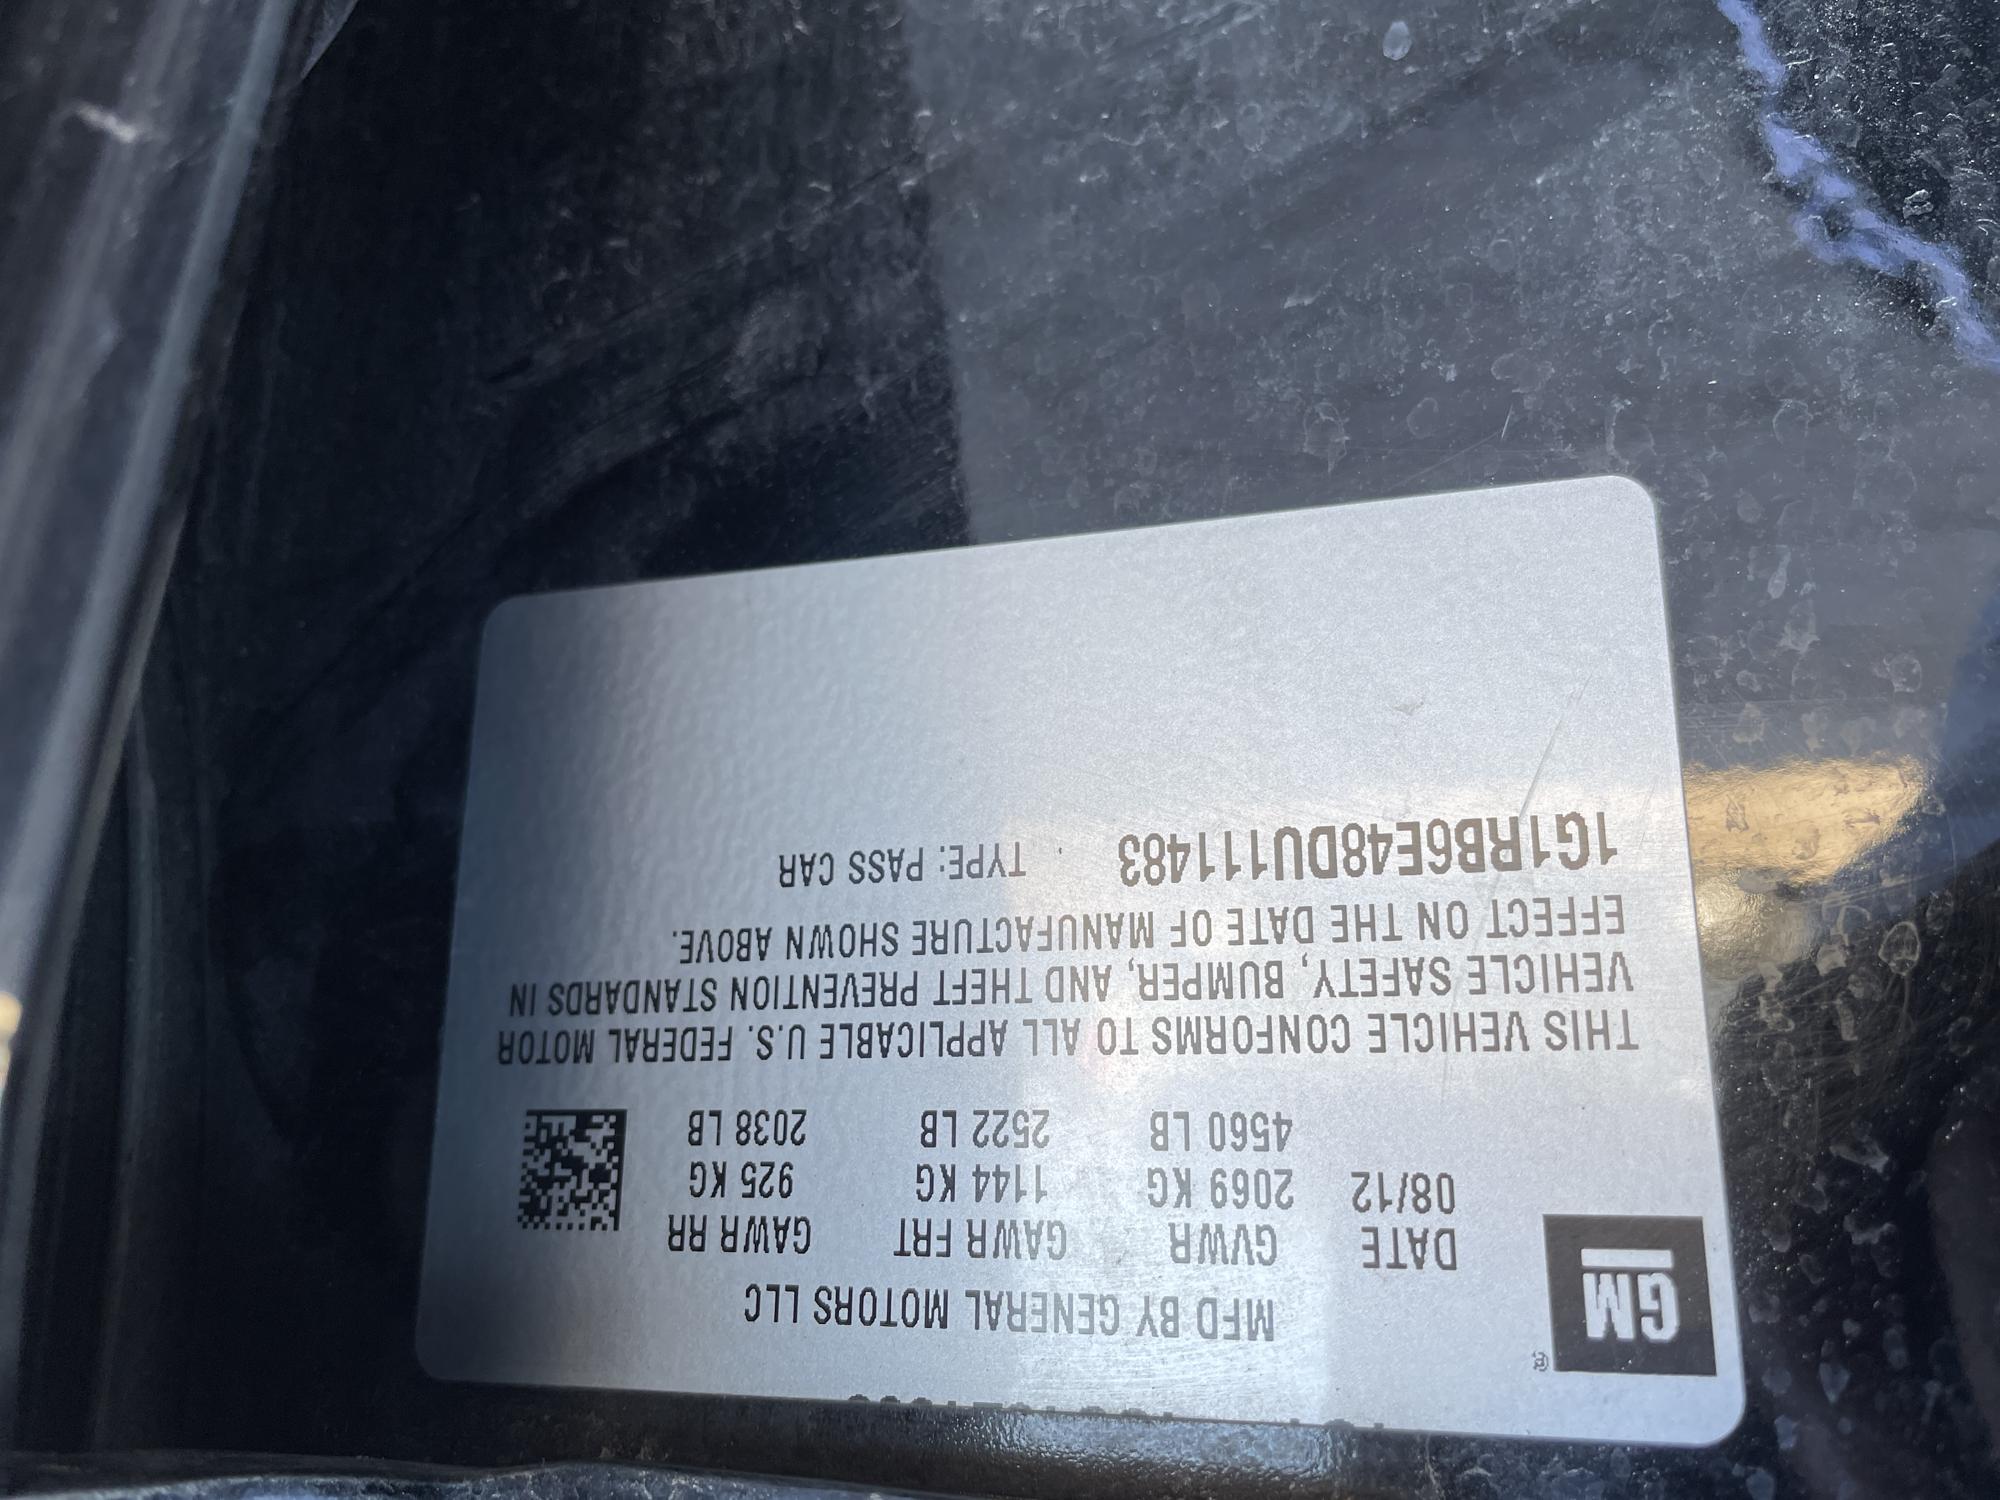 GM
®
MFD BY GENERAL MOTORS LLC
DATE GVWR GAWR FRT GAWR RR
08/12 2069 KG 1144 KG 925 KG
4560 LB 2522 LB 2038 LB
THIS VEHICLE CONFORMS TO ALL APPLICABLE U.S. FEDERAL MOTOR
VEHICLE SAFETY, BUMPER, AND THEFT PREVENTION STANDARDS IN
EFFECT ON THE DATE OF MANUFACTURE SHOWN ABOVE.
1G1RB6E48DU111483 TYPE: PASS CAR